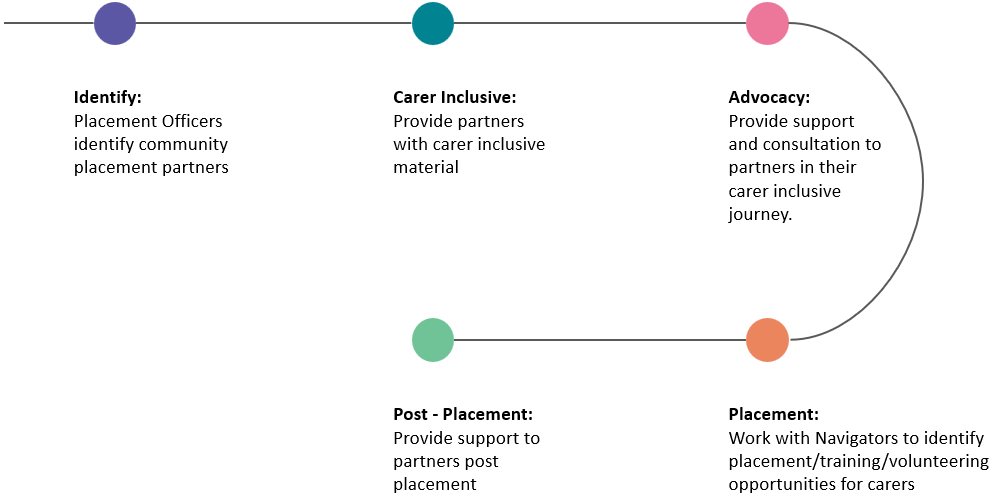 Identify:
Placement Officers
identify community
placement partners
Carer Inclusive:
Provide partners
with carer inclusive
material
Advocacy:
Provide support
and consultation to
partners in their
carer inclusive
journey.
Placement:
Work with Navigators to identify
placement/training/volunteering
opportunities for carers
Post - Placement:
Provide support to
partners post
placement